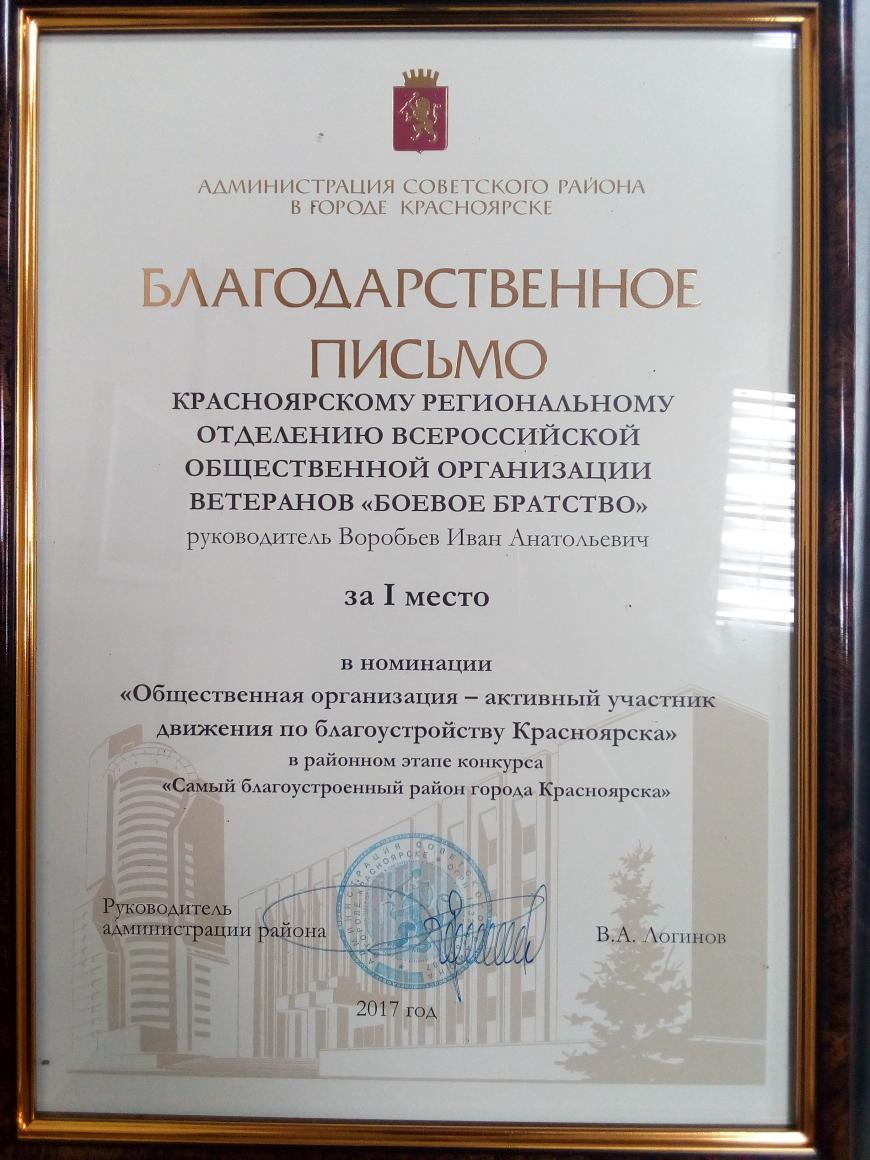 АДМИНИСТРАЦИЯ СОВЕТСКОГО РАЙОНА
В ГОРОДЕ КРАСНОЯРСКЕ
БЛАГОДАРСТВЕННОЕ
ПИСЬМО
КРАСНОЯРСКОМУ РЕГИОНАЛЬНОМУ
ОТДЕЛЕНИЮ ВСЕРОССИЙСКОЙ
ОБЩЕСТВЕННОЙ ОРГАНИЗАЦИИ
ВЕТЕРАНОВ «БОЕВОЕ БРАТСТВО»
руководитель Воробьев Иван Анатольевич
за I место
в номинации
«Общественная организация – активный участник
движения по благоустройству Красноярска»
в районном этапе конкурса
«Самый благоустроенный район города Красноярска»
Руководитель
администрации района
В.А. Логинов
2017 год